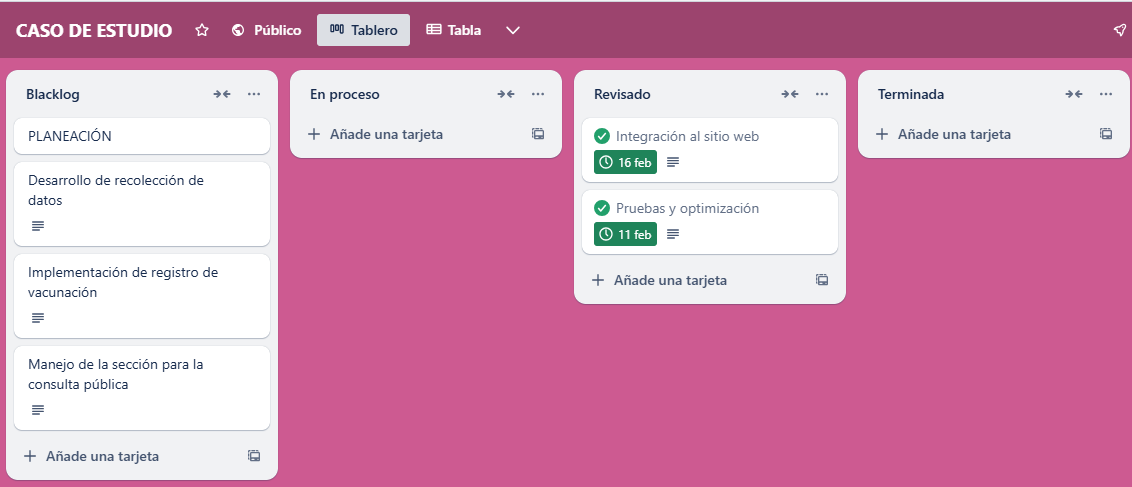 CASO DE ESTUDIO
Público
Tablero
Tabla
Blacklog
PLANEACIÓN
Desarrollo de recolección de
datos
Implementación de registro de
vacunación
Manejo de la sección para la
consulta pública
Añade una tarjeta
En proceso
Añade una tarjeta
Revisado
Integración al sitio web
16 feb
Pruebas y optimización
11 feb
Añade una tarjeta
Terminada
Añade una tarjeta